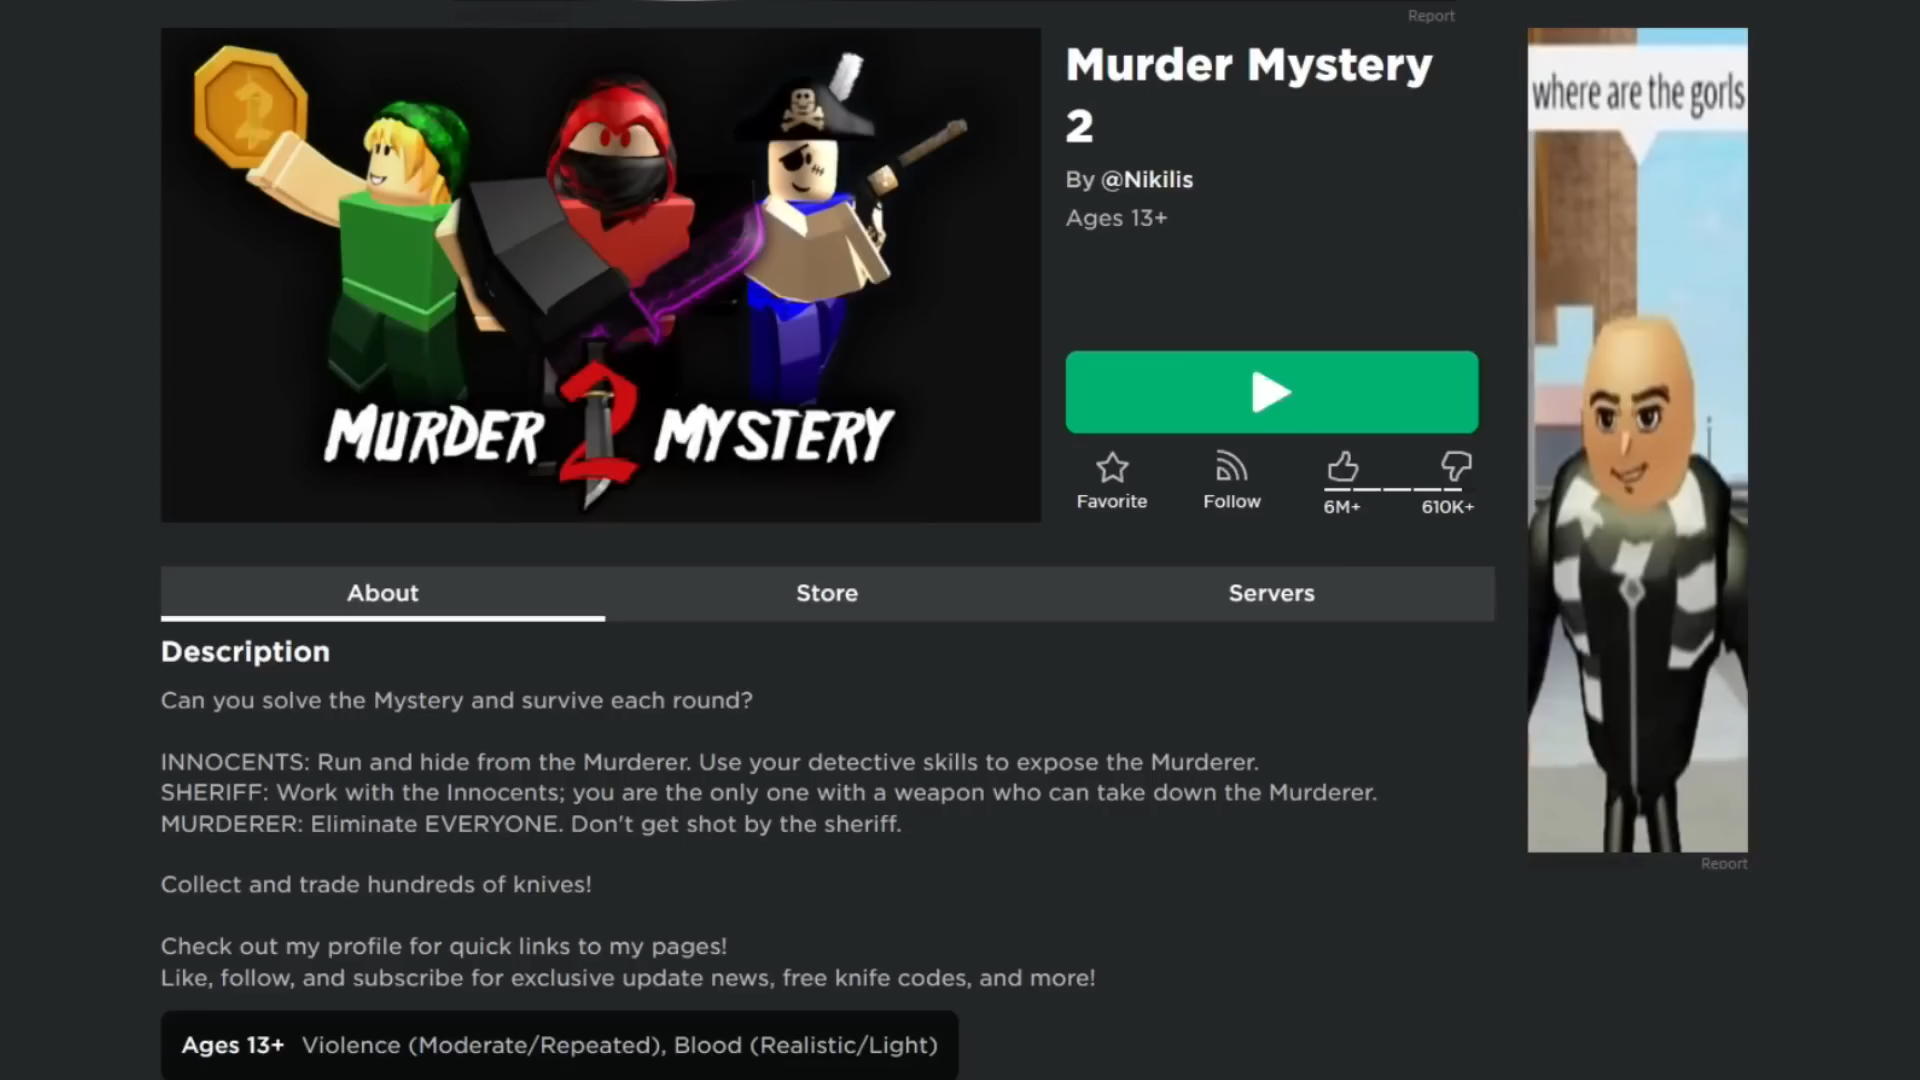 Report
MURDER 2 MYSTERY
Murder Mystery
2
By @Nikilis
Ages 13+
Favorite
Follow
6M+
610K+
where are the gorls
Report
About
Store
Servers
Description
Can you solve the Mystery and survive each round?
INNOCENTS: Run and hide from the Murderer. Use your detective skills to expose the Murderer.
SHERIFF: Work with the Innocents; you are the only one with a weapon who can take down the Murderer.
MURDERER: Eliminate EVERYONE. Don't get shot by the sheriff.
Collect and trade hundreds of knives!
Check out my profile for quick links to my pages!
Like, follow, and subscribe for exclusive update news, free knife codes, and more!
Ages 13+ Violence (Moderate/Repeated), Blood (Realistic/Light)